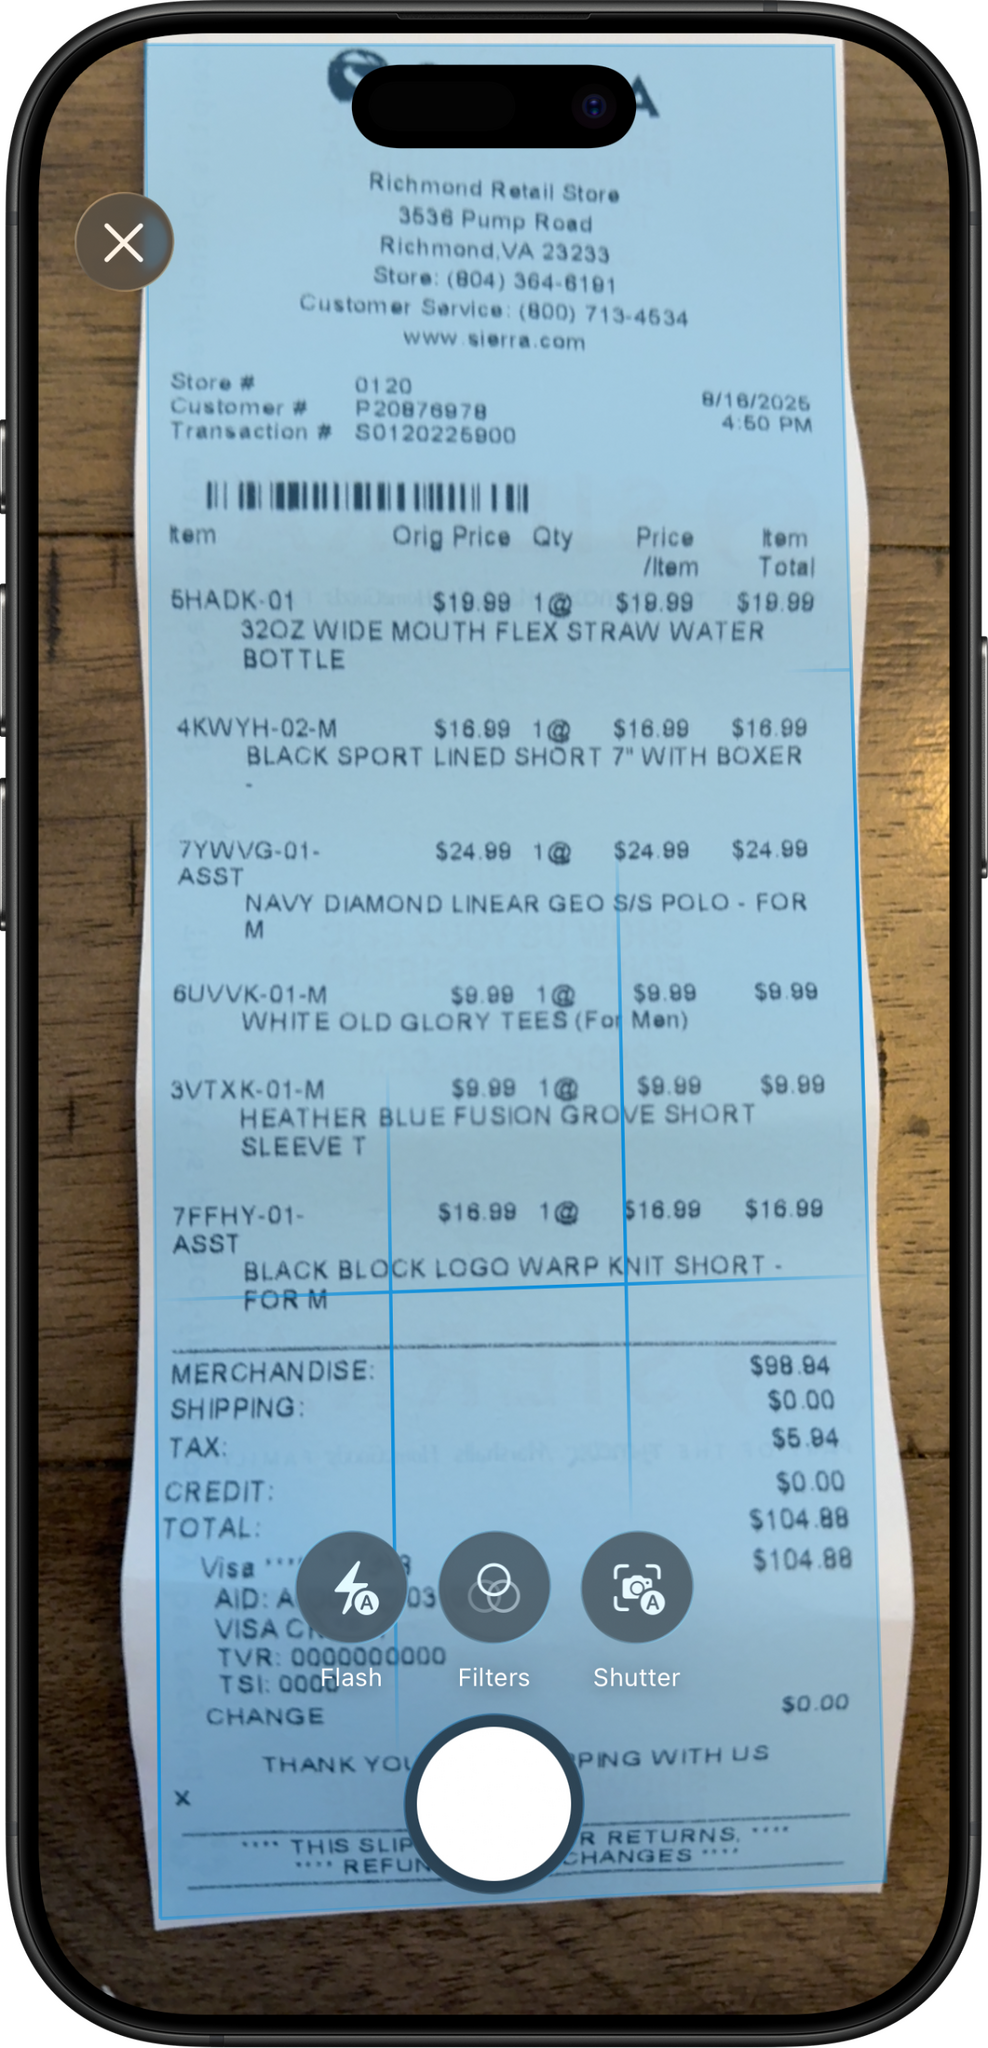 Richmond Retail Store
3536 Pump Road
Richmond,VA 23233
Store: (804) 364-6191
Customer Service: (800) 713-4534
www.sierra.com
Store # 0120
Customer # P20876978 8/16/2025
Transaction # S0120225900 4:50 PM
Item Orig Price Qty Price /Item Item Total
5HADK-01 $19.99 1@ $19.99 $19.99
32OZ WIDE MOUTH FLEX STRAW WATER
BOTTLE
4KWYH-02-M $16.99 1@ $16.99 $16.99
BLACK SPORT LINED SHORT 7" WITH BOXER
-
7YWVG-01- $24.99 1@ $24.99 $24.99
ASST
NAVY DIAMOND LINEAR GEO S/S POLO - FOR
M
6UVVK-01-M $9.99 1@ $9.99 $9.99
WHITE OLD GLORY TEES (For Men)
3VTXK-01-M $9.99 1@ $9.99 $9.99
HEATHER BLUE FUSION GROVE SHORT
SLEEVE T
7FFHY-01- $16.99 1@ $16.99 $16.99
ASST
BLACK BLOCK LOGO WARP KNIT SHORT -
FOR M
MERCHANDISE: $98.94
SHIPPING: $0.00
TAX: $5.94
CREDIT: $0.00
TOTAL: $104.88
Visa $104.88
AID:
VISA
TVR: 0000000000
TSI: 0000
Flash Filters Shutter
CHANGE $0.00
THANK WITH US
X
**** THIS SLIP RETURNS, ****
**** ****